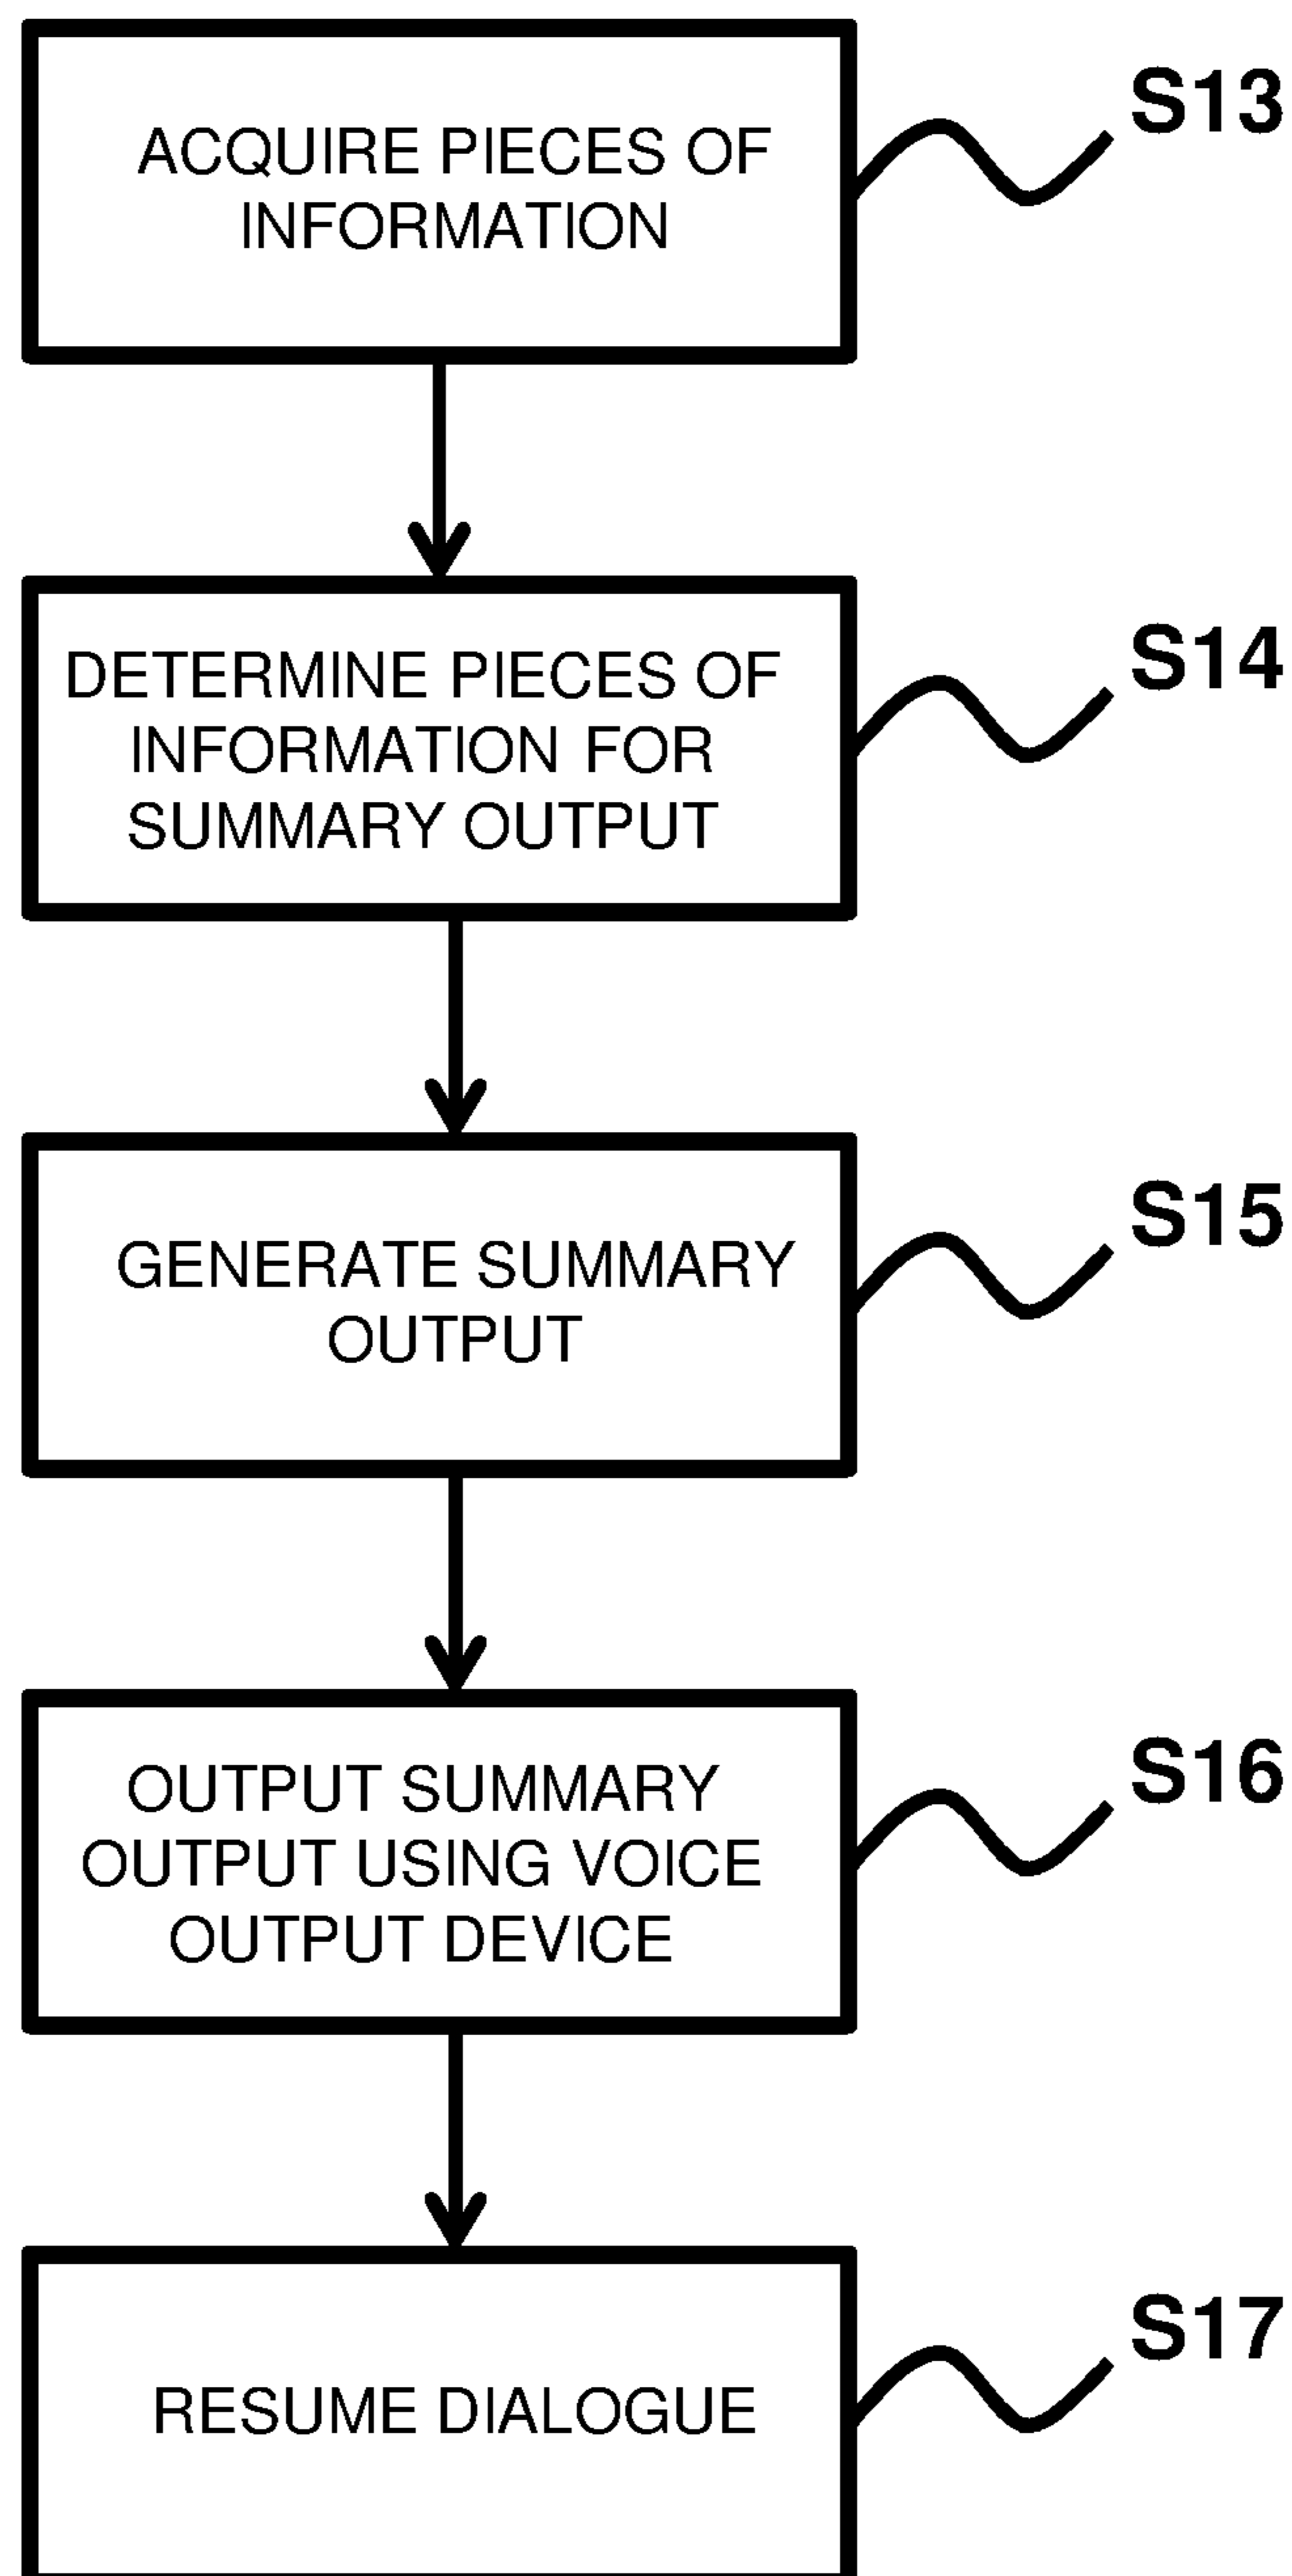 ACQUIRE PIECES OF
INFORMATION
S13
DETERMINE PIECES OF
INFORMATION FOR
SUMMARY OUTPUT
S14
GENERATE SUMMARY
OUTPUT
S15
OUTPUT SUMMARY
OUTPUT USING VOICE
OUTPUT DEVICE
S16
RESUME DIALOGUE
S17